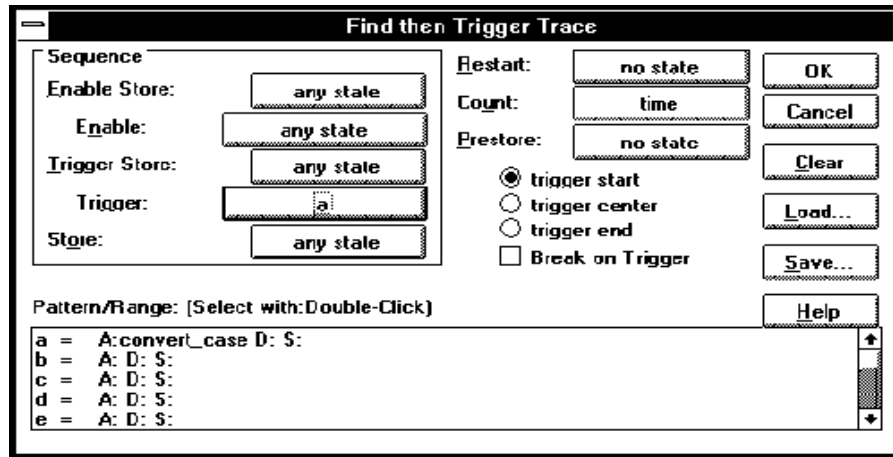 Find then Trigger Trace
Sequence
Enable Store: any state
Enable: any state
Trigger Store: any state
Trigger: a
Store: any state
Restart: no state
Count: time
Prestore: no state
trigger start
trigger center
trigger end
Break on Trigger
OK
Cancel
Clear
Load...
Save...
Help
Pattern/Range: (Select with:Double-Click)
a = A:convert_case D: S:
b = A: D: S:
c = A: D: S:
d = A: D: S:
e = A: D: S: